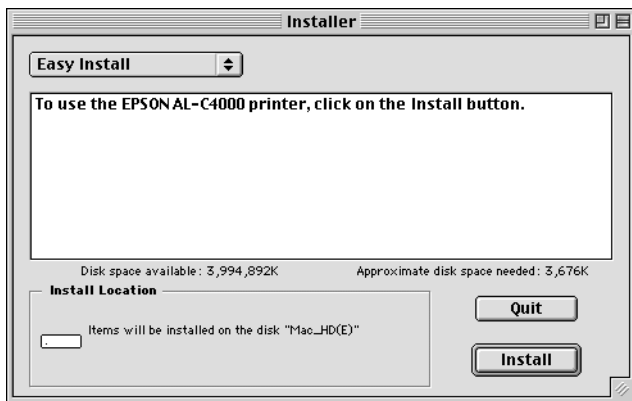 Installer
Easy Install
To use the EPSON AL-C4000 printer, click on the Install button.
Disk space available: 3,994,892K
Approximate disk space needed: 3,676K
Install Location
Items will be installed on the disk "Mac_HD(E)"
Quit
Install